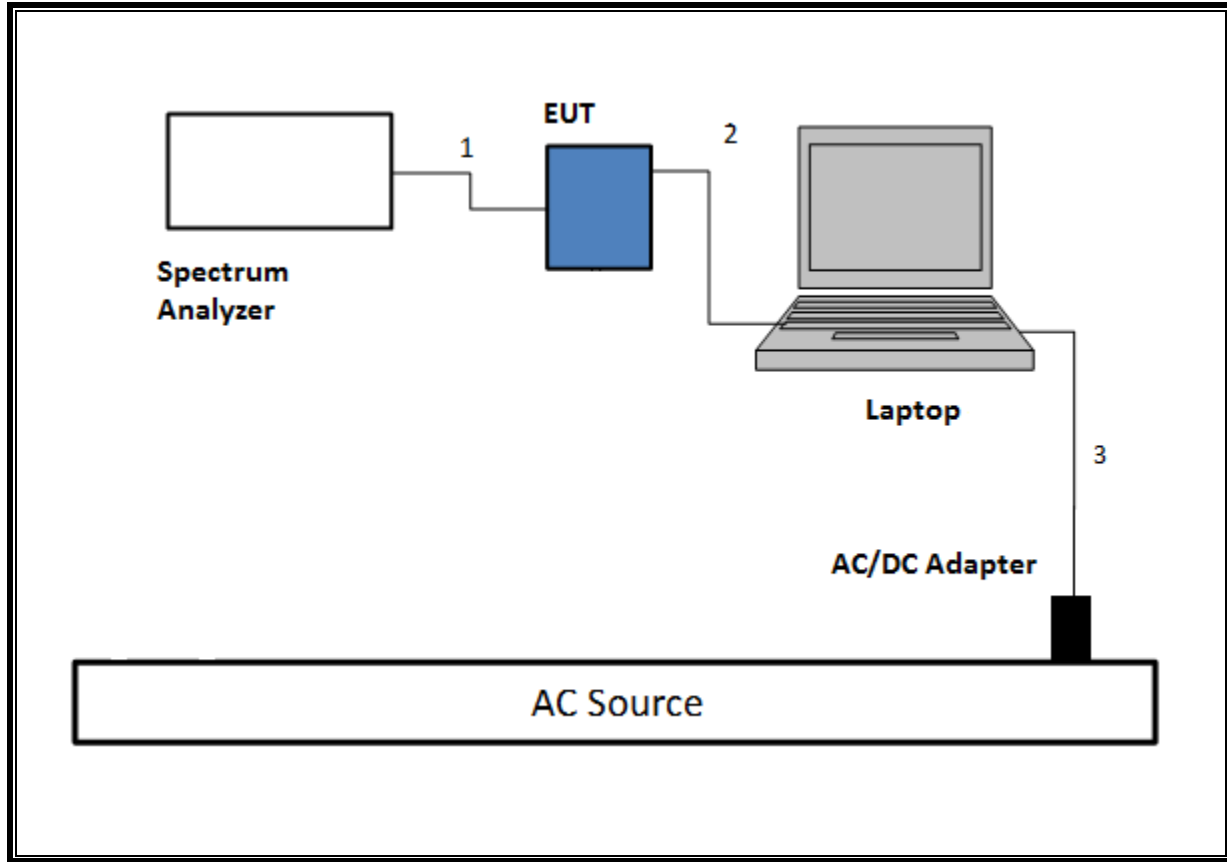 EUT
1
2
Spectrum
Analyzer
Laptop
3
AC/DC Adapter
AC Source